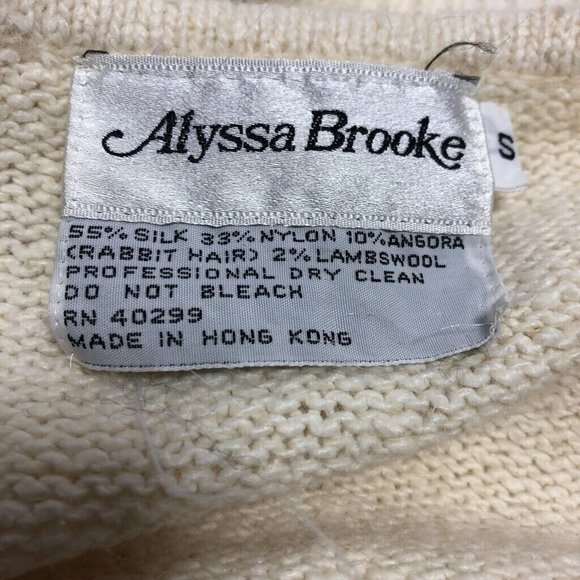 Alyssa Brooke
S
55% SILK 33% NYLON 10% ANGORA
(RABBIT HAIR) 2% LAMBSWOOL
PROFESSIONAL DRY CLEAN
DO NOT BLEACH
RN 40299
MADE IN HONG KONG